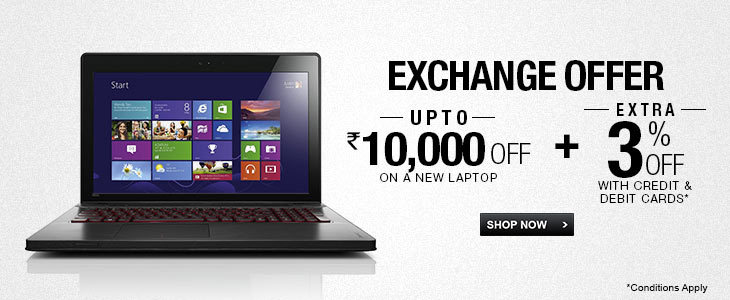 Start
EXCHANGE OFFER
UPTO
₹10,000 OFF
ON A NEW LAPTOP
+
EXTRA
3% OFF
WITH CREDIT &
DEBIT CARDS*
SHOP NOW >
*Conditions Apply